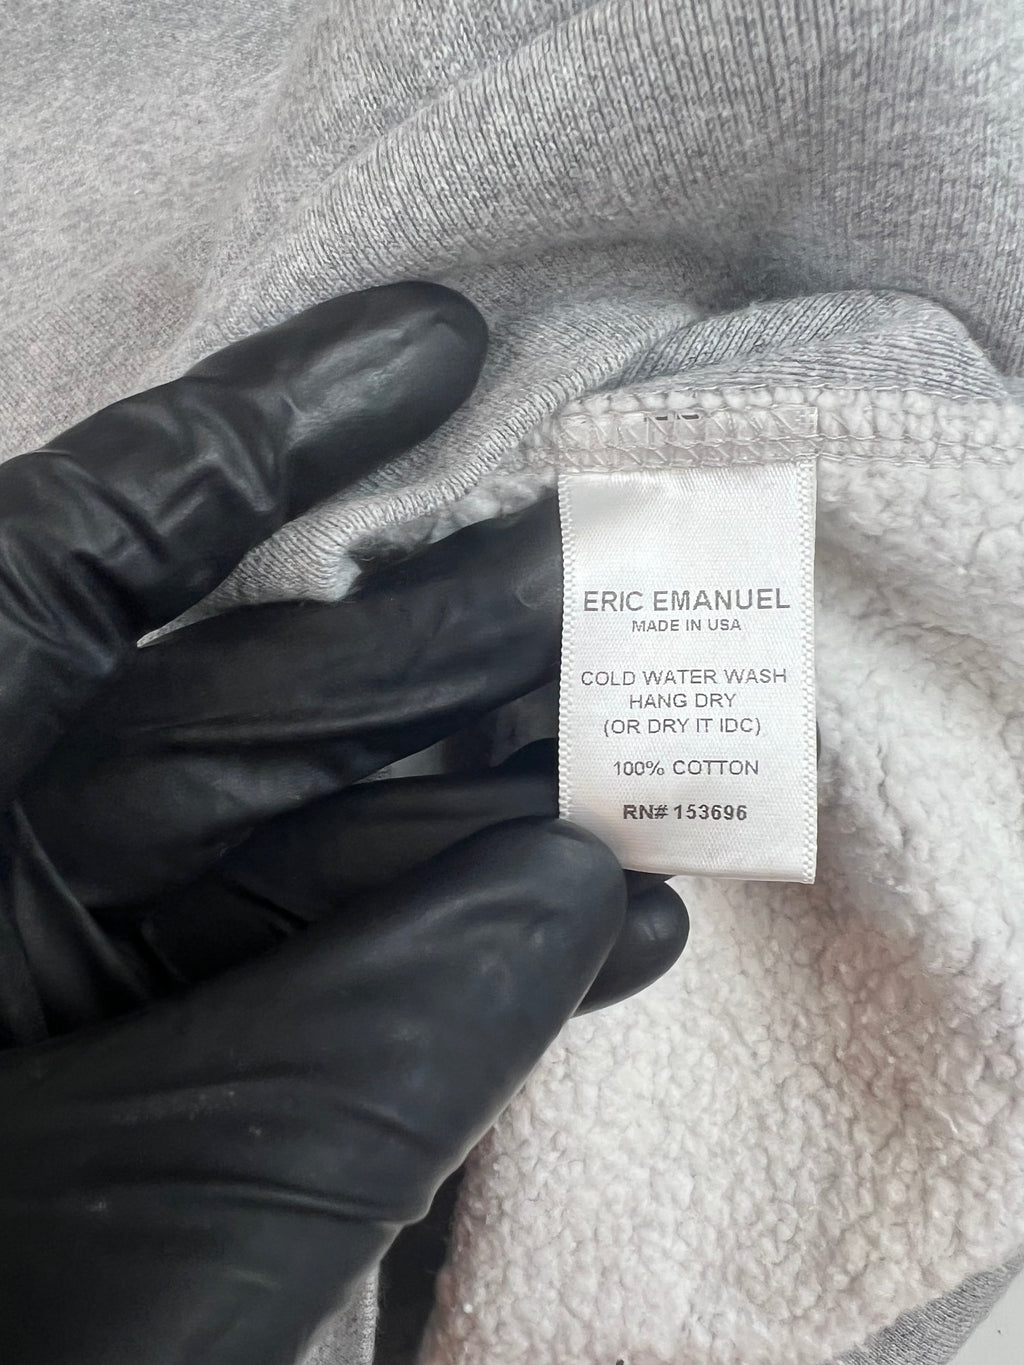 ERIC EMANUEL
MADE IN USA
COLD WATER WASH
HANG DRY
(OR DRY IT IDC)
100% COTTON
RN# 153696